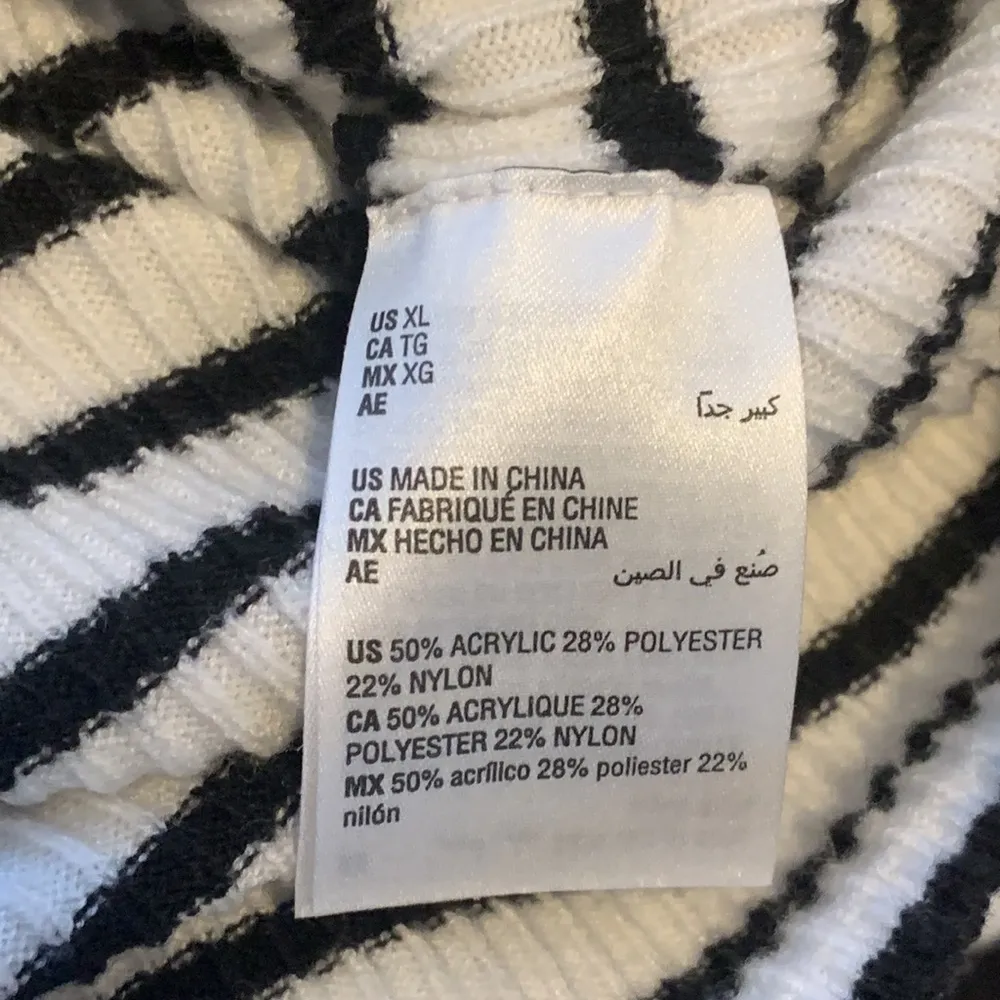 US XL
CA TG
MX XG
AE كبير جداً
US MADE IN CHINA
CA FABRIQUÉ EN CHINE
MX HECHO EN CHINA
AE صُنع في الصين
US 50% ACRYLIC 28% POLYESTER
22% NYLON
CA 50% ACRYLIQUE 28%
POLYESTER 22% NYLON
MX 50% acrílico 28% poliester 22%
nilón